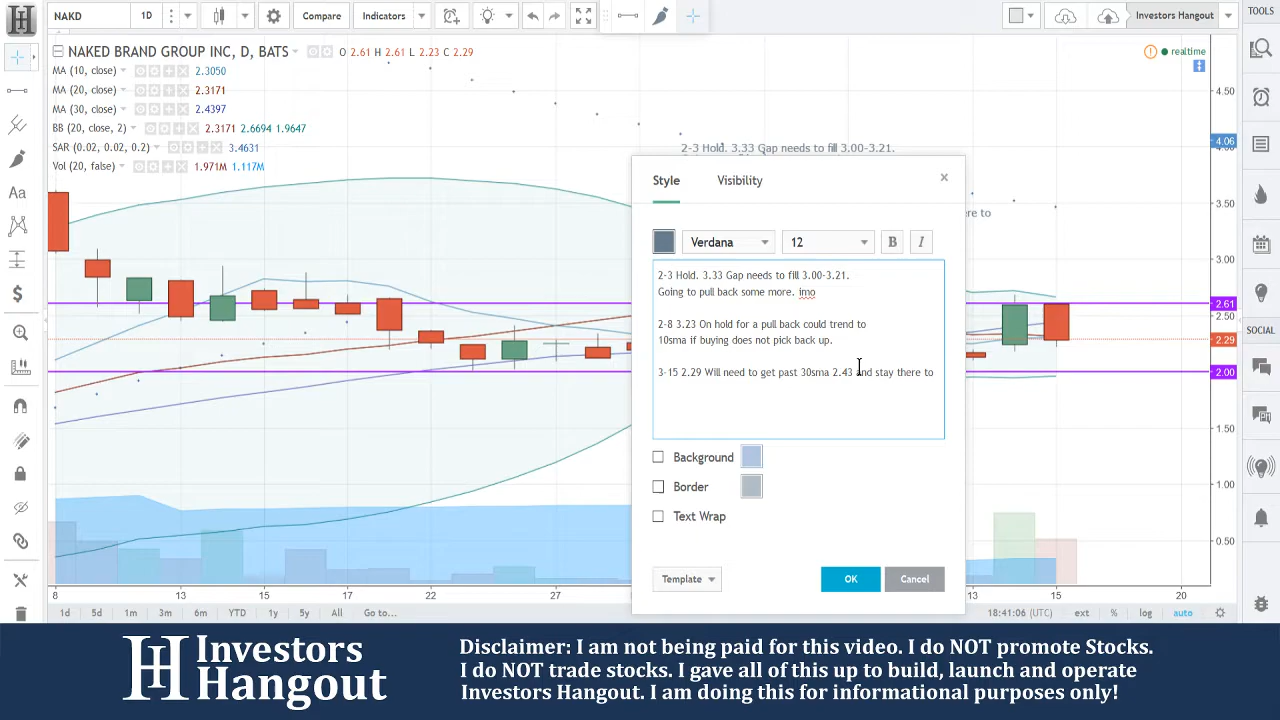 NAKD
1D
Compare
Indicators
Investors Hangout
TOOLS
NAKED BRAND GROUP INC, D, BATS
O 2.61 H 2.61 L 2.23 C 2.29
realtime
MA (10, close) 2.3050
MA (20, close) 2.3171
MA (30, close) 2.4397
BB (20, close, 2) 2.3171 2.6694 1.9647
SAR (0.02, 0.02, 0.2) 3.4631
Vol (20, false) 1.971M 1.117M
2-3 Hold. 3.33 Gap needs to fill 3.00-3.21.
Style
Visibility
Verdana
12
B
I
2-3 Hold. 3.33 Gap needs to fill 3.00-3.21.
Going to pull back some more. imo
2-8 3.23 On hold for a pull back could trend to
10sma if buying does not pick back up.
3-15 2.29 Will need to get past 30sma 2.43 and stay there to
Background
Border
Text Wrap
Template
OK
Cancel
4.50
4.06
3.50
3.00
2.61
2.50
2.29
2.00
1.50
1.00
0.50
SOCIAL
8
13
15
17
22
27
13
15
20
1d
5d
1m
3m
6m
YTD
1y
5y
All
Go to...
18:41:06 (UTC)
ext
%
log
auto
Investors
Hangout
Disclaimer: I am not being paid for this video. I do NOT promote Stocks.
I do NOT trade stocks. I gave all of this up to build, launch and operate
Investors Hangout. I am doing this for informational purposes only!